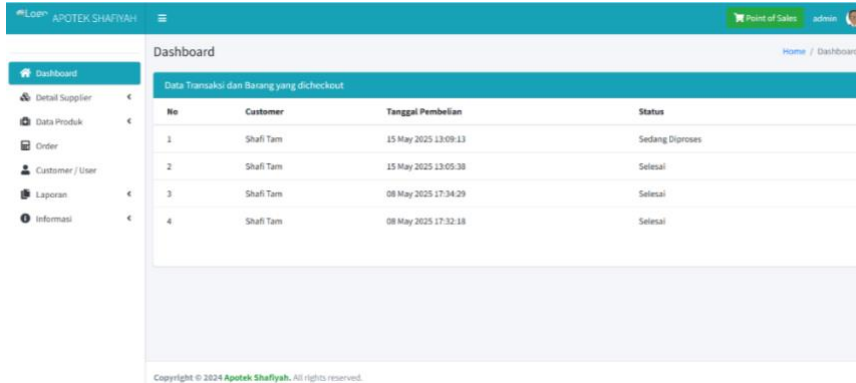 APOTEK SHAFIYAH
Point of Sales admin
Dashboard
Home / Dashboard
Dashboard
Detail Supplier
Data Produk
Order
Customer / User
Laporan
Informasi
Data Transaksi dan Barang yang dicheckout
No Customer Tanggal Pembelian Status
1 Shafi Tam 15 May 2025 13:09:13 Sedang Diproses
2 Shafi Tam 15 May 2025 13:05:38 Selesai
3 Shafi Tam 08 May 2025 17:34:29 Selesai
4 Shafi Tam 08 May 2025 17:32:18 Selesai
Copyright © 2024 Apotek Shafiyah. All rights reserved.